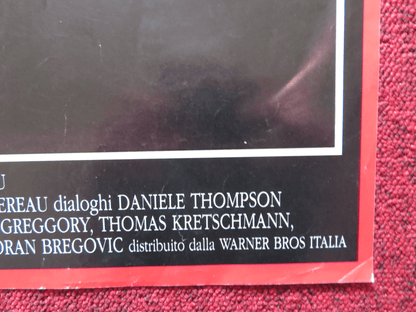 U
EREAU dialoghi DANIELE THOMPSON
GREGGORY, THOMAS KRETSCHMANN,
ORAN BREGOVIC distribuito dalla WARNER BROS ITALIA